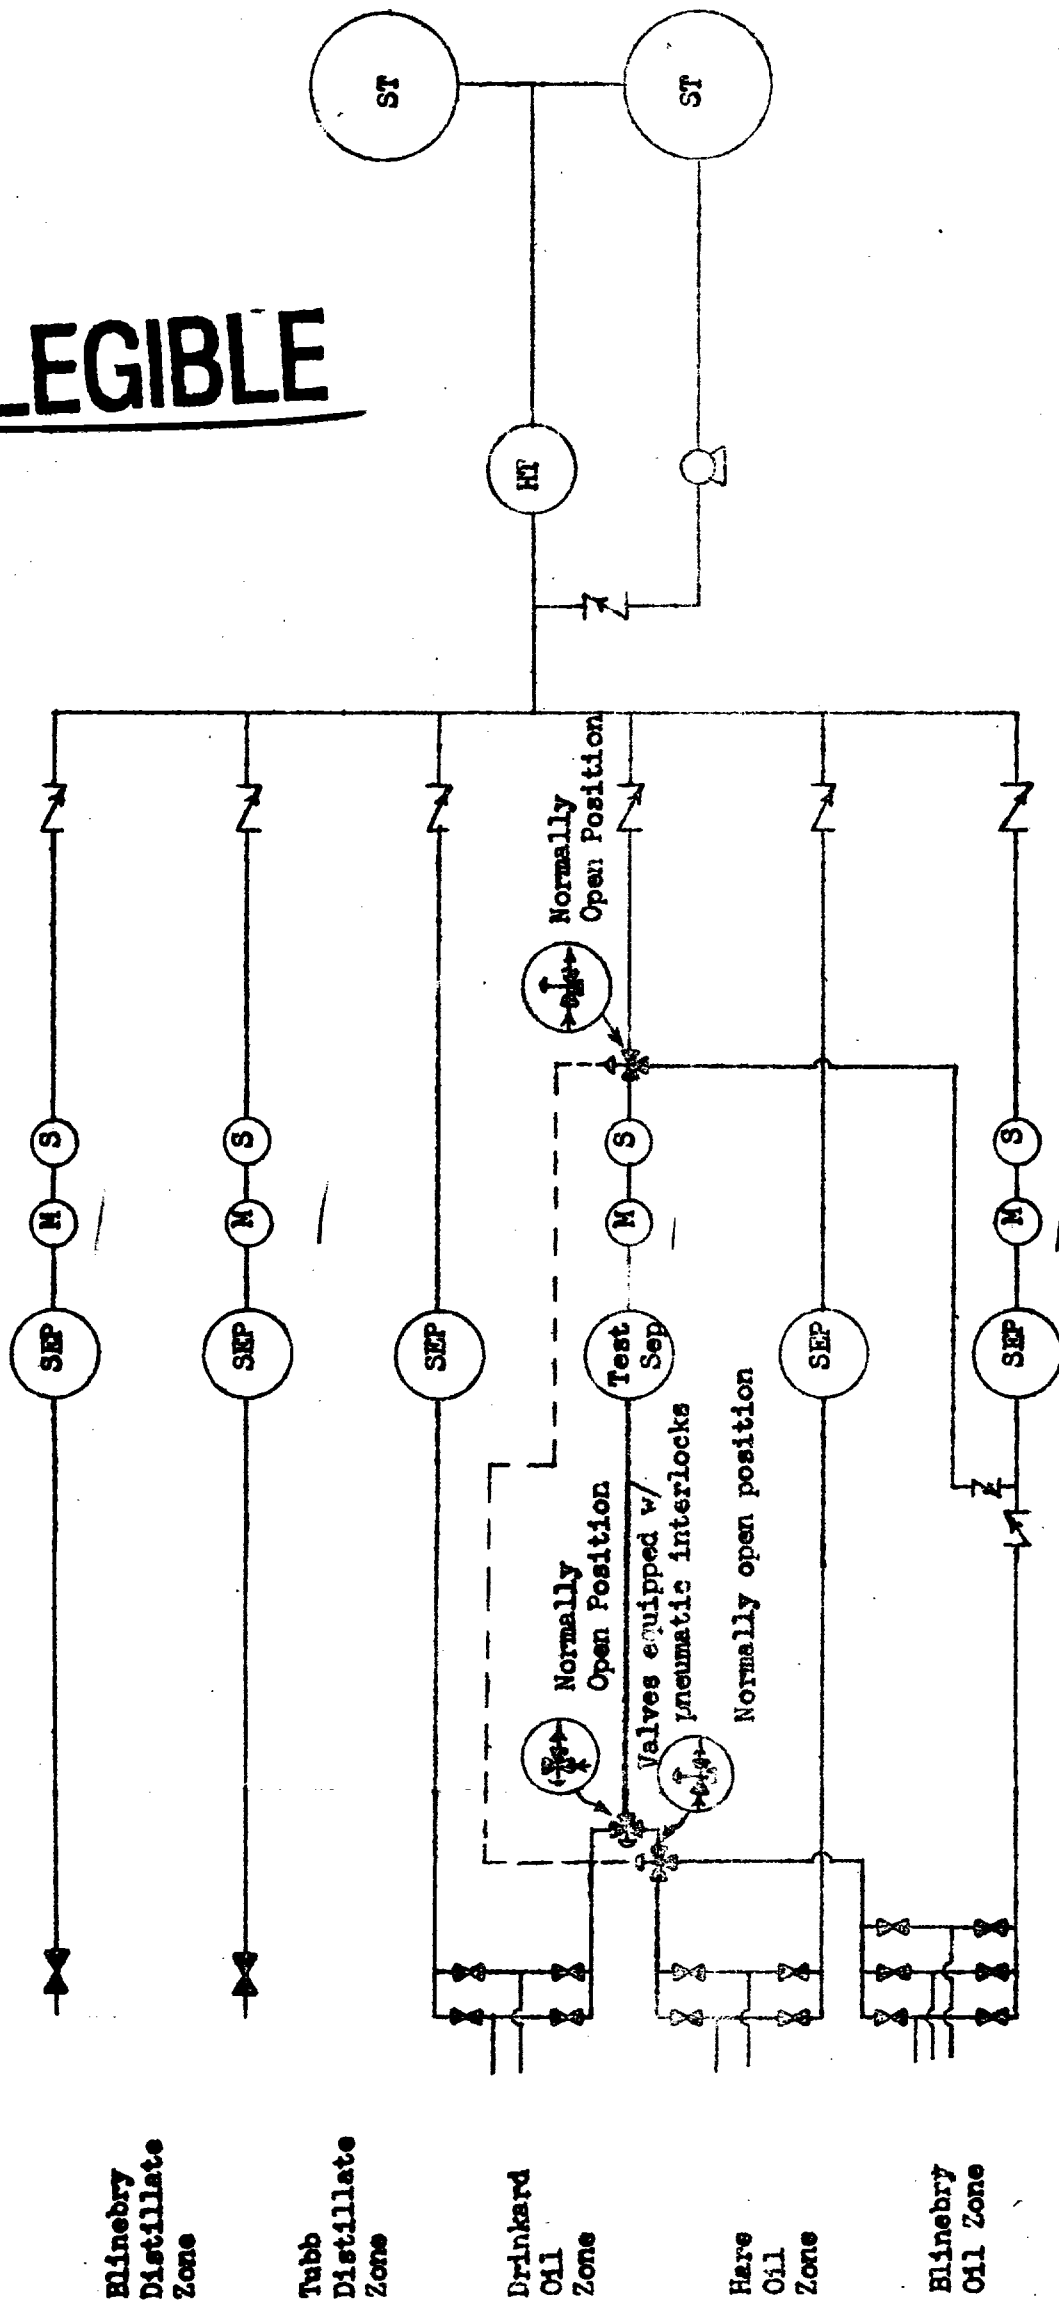 LEGIBLE
ST
ST
HT
Normally
Open Position
S
M
SEP
S
M
SEP
SEP
S
M
Test
Sep
SEP
S
M
SEP
Normally
Open Position
Valves equipped w/
pneumatic interlocks
Normally open position
Blinebry
Distillate
Zone
Tubb
Distillate
Zone
Drinkard
Oil
Zone
Hare
Oil
Zone
Blinebry
Oil Zone